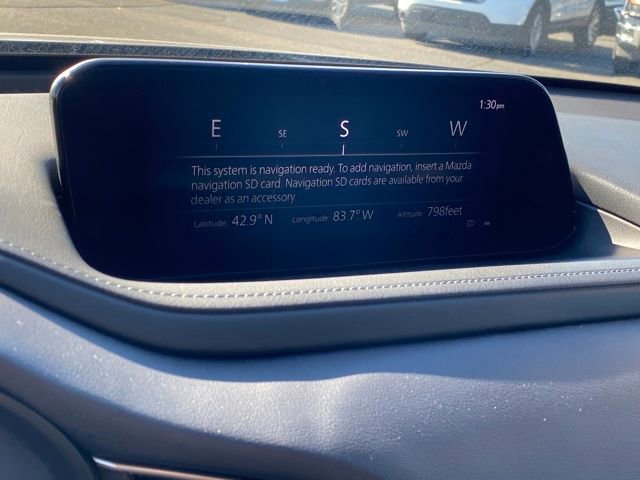 1:30pm
E SE S SW W
This system is navigation ready. To add navigation, insert a Mazda
navigation SD card. Navigation SD cards are available from your
dealer as an accessory.
Latitude: 42.9° N Longitude 83.7° W Altitude 798feet